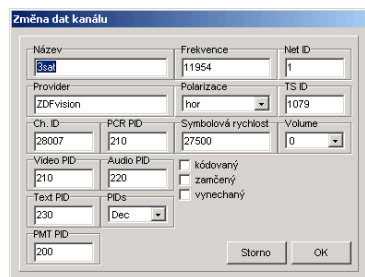 Změna dat kanálu
Název
3sat
Frekvence
11954
Net ID
1
Provider
ZDFvision
Polarizace
hor
TS ID
1079
Ch. ID
28007
PCR PID
210
Symbolová rychlost
27500
Volume
0
Video PID
210
Audio PID
220
kódovaný
zamčený
vynechaný
Text PID
230
PIDs
Dec
PMT PID
200
Storno
OK